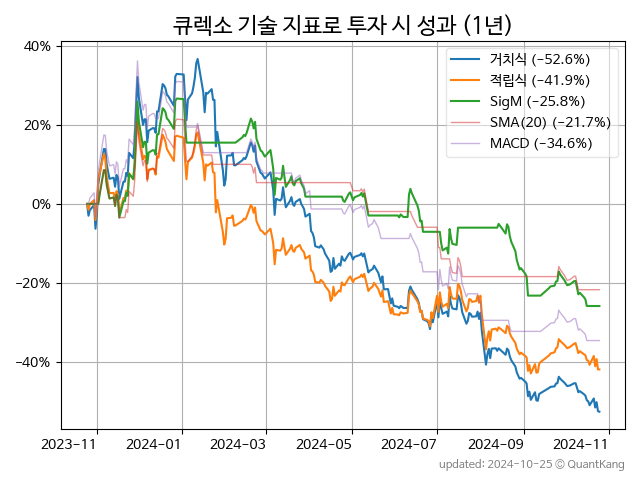 큐렉소 기술 지표로 투자 시 성과 (1년)
거치식 (−52.6%)
적립식 (−41.9%)
SigM (−25.8%)
SMA(20) (−21.7%)
MACD (−34.6%)
40%
20%
0%
−20%
−40%
2023−11 2024−01 2024−03 2024−05 2024−07 2024−09 2024−11
updated: 2024-10-25 © QuantKang